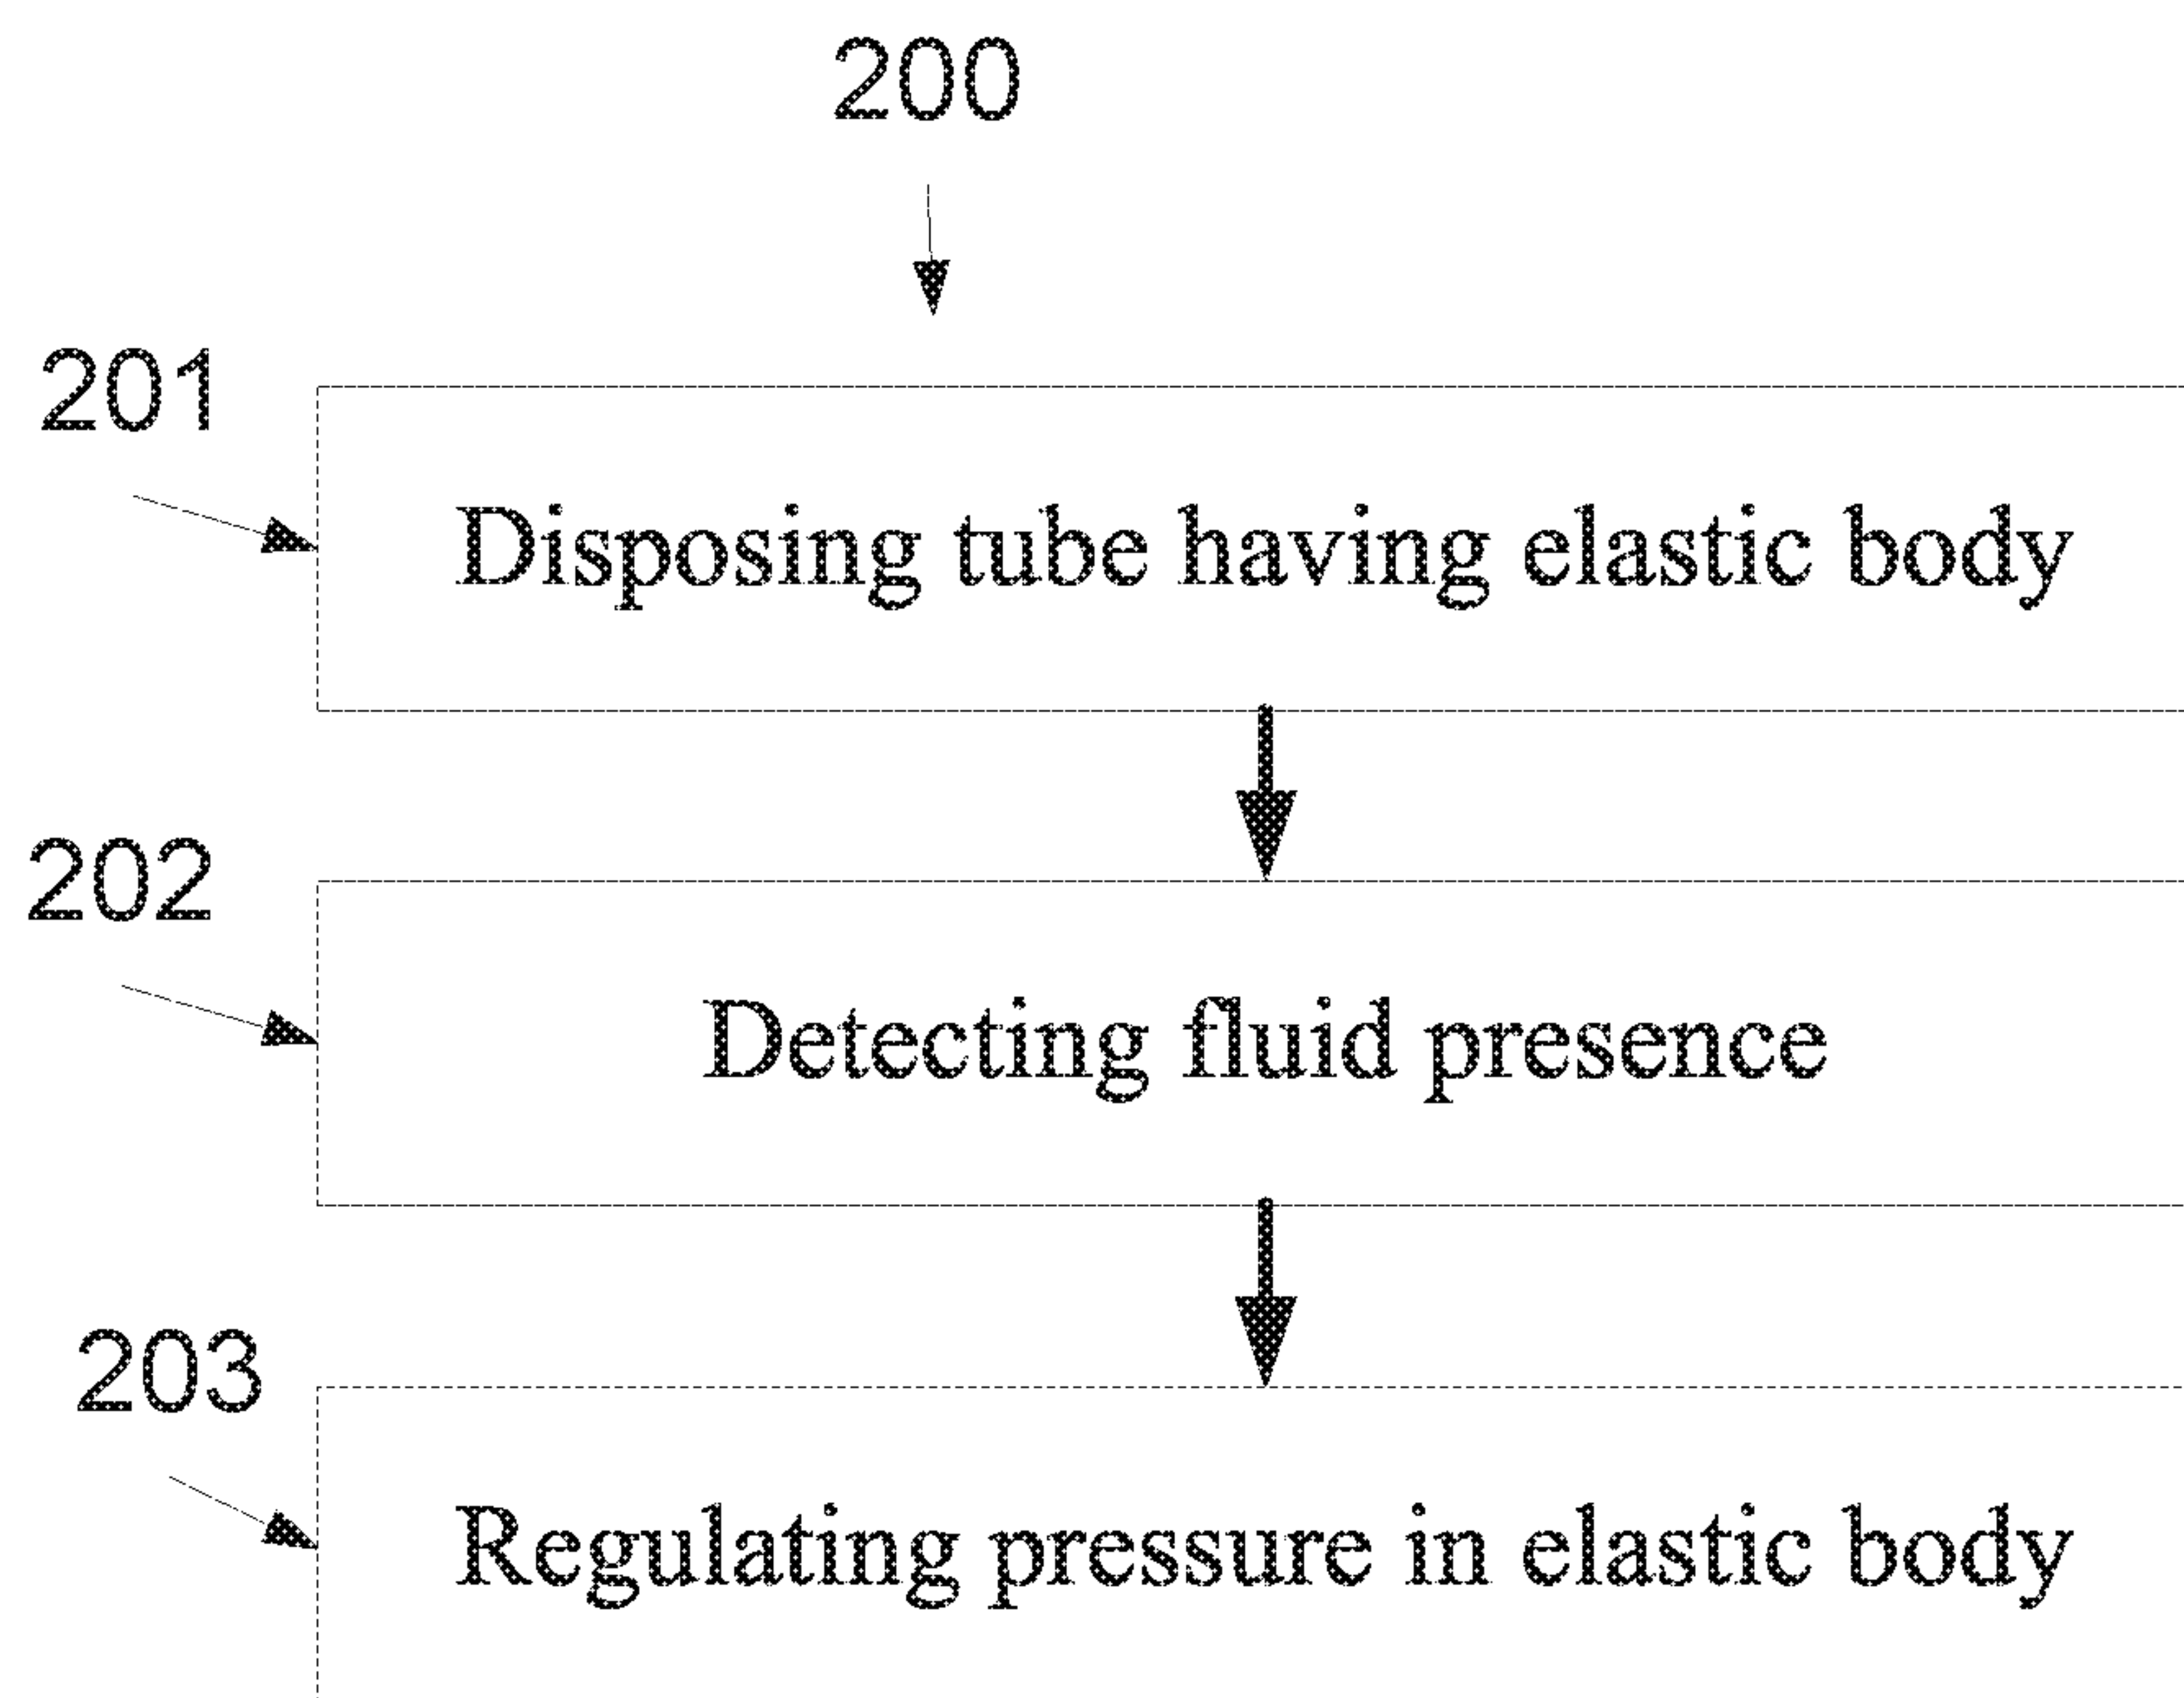 200
201
Disposing tube having elastic body
202
Detecting fluid presence
203
Regulating pressure in elastic body